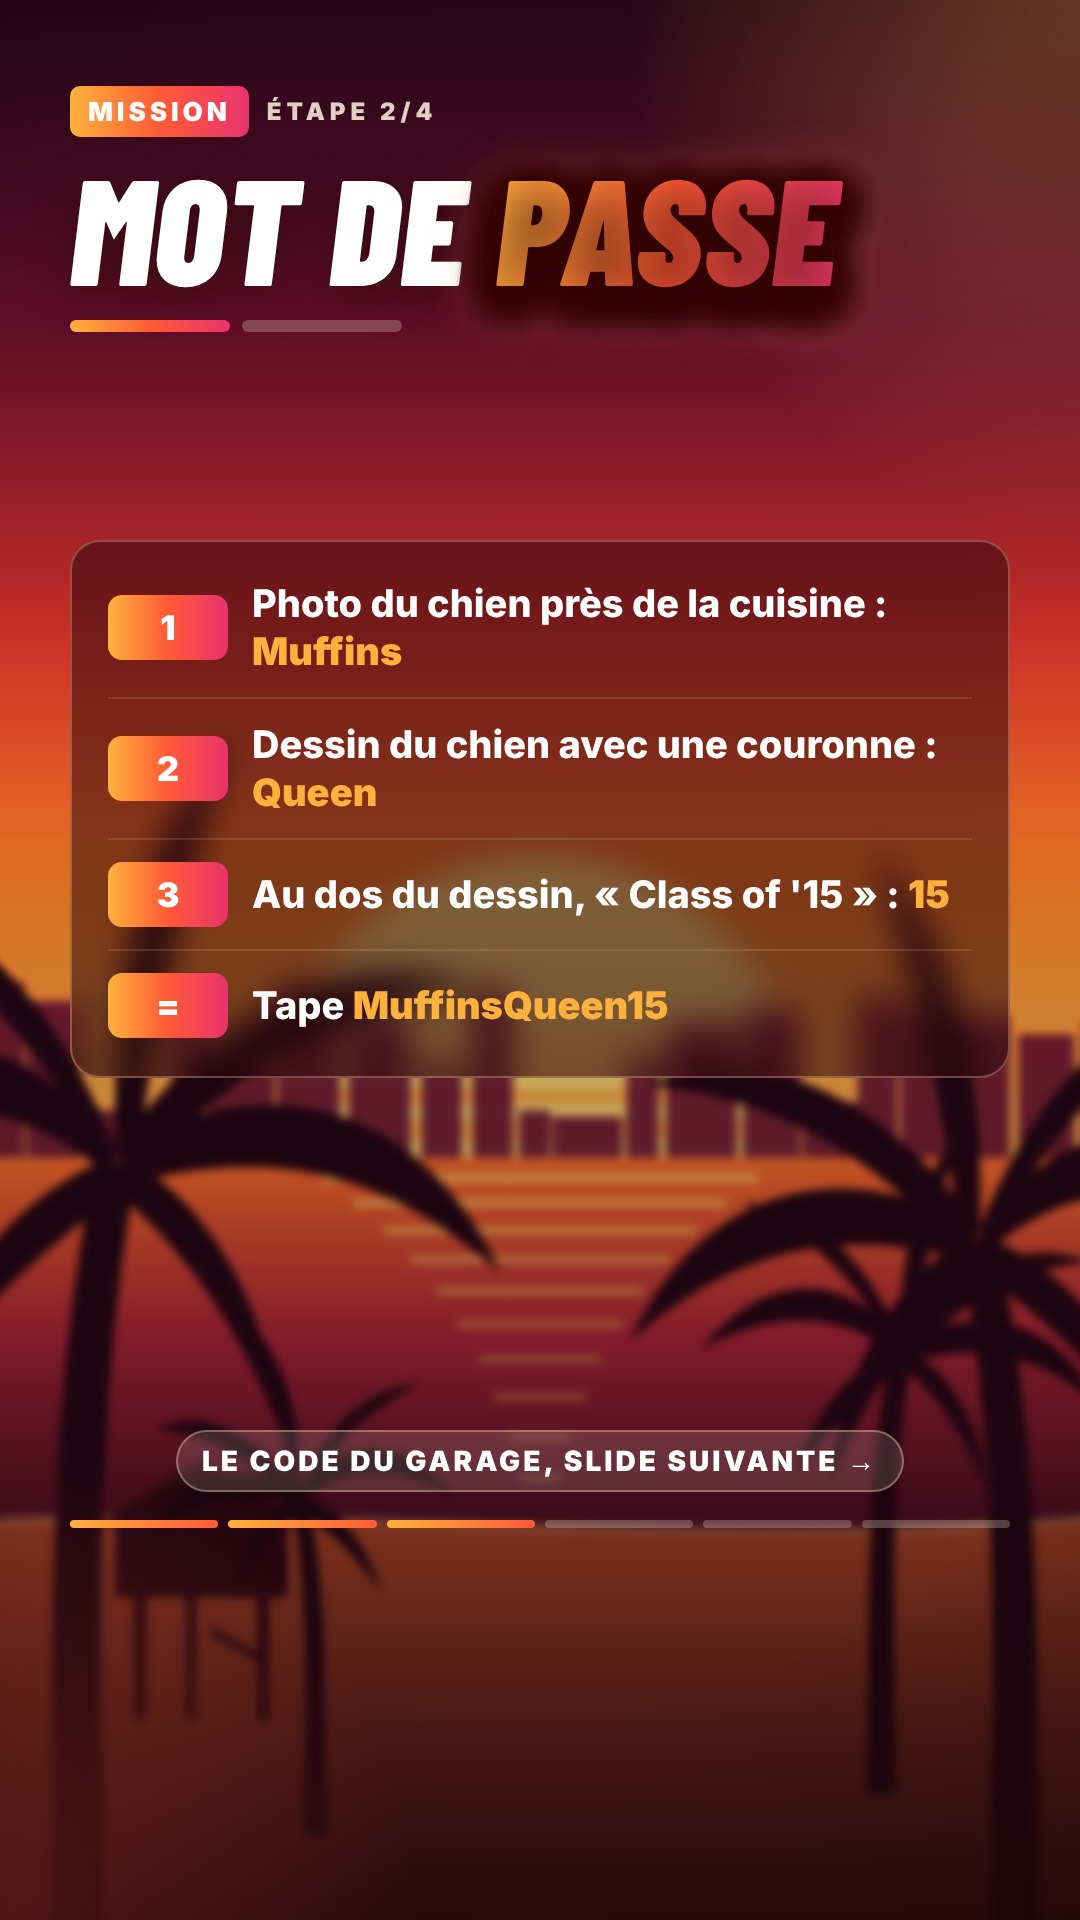 MISSION ÉTAPE 2/4
MOT DE PASSE
1 Photo du chien près de la cuisine :
Muffins
2 Dessin du chien avec une couronne :
Queen
3 Au dos du dessin, « Class of '15 » : 15
= Tape MuffinsQueen15
LE CODE DU GARAGE, SLIDE SUIVANTE →